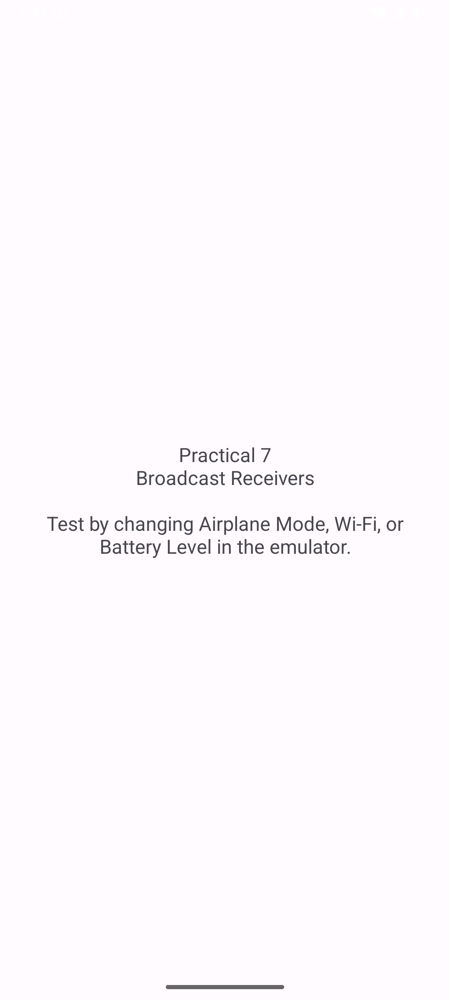 Practical 7
Broadcast Receivers
Test by changing Airplane Mode, Wi-Fi, or
Battery Level in the emulator.